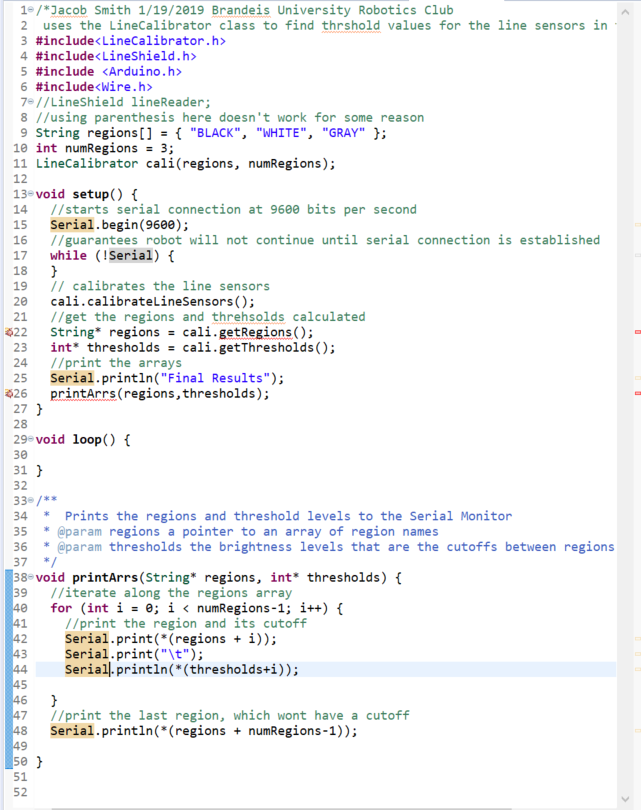 1 /*Jacob Smith 1/19/2019 Brandeis University Robotics Club
2 uses the LineCalibrator class to find thrshold values for the line sensors in
3 #include<LineCalibrator.h>
4 #include<LineShield.h>
5 #include <Arduino.h>
6 #include<Wire.h>
7 //LineShield lineReader;
8 //using parenthesis here doesn't work for some reason
9 String regions[] = { "BLACK", "WHITE", "GRAY" };
10 int numRegions = 3;
11 LineCalibrator cali(regions, numRegions);
12
13 void setup() {
14 //starts serial connection at 9600 bits per second
15 Serial.begin(9600);
16 //guarantees robot will not continue until serial connection is established
17 while (!Serial) {
18 }
19 // calibrates the line sensors
20 cali.calibrateLineSensors();
21 //get the regions and threhsolds calculated
22 String* regions = cali.getRegions();
23 int* thresholds = cali.getThresholds();
24 //print the arrays
25 Serial.println("Final Results");
26 printArrs(regions,thresholds);
27 }
28
29 void loop() {
30
31 }
32
33 /**
34 * Prints the regions and threshold levels to the Serial Monitor
35 * @param regions a pointer to an array of region names
36 * @param thresholds the brightness levels that are the cutoffs between regions
37 */
38 void printArrs(String* regions, int* thresholds) {
39 //iterate along the regions array
40 for (int i = 0; i < numRegions-1; i++) {
41 //print the region and its cutoff
42 Serial.print(*(regions + i));
43 Serial.print("\t");
44 Serial.println(*(thresholds+i));
45
46 }
47 //print the last region, which wont have a cutoff
48 Serial.println(*(regions + numRegions-1));
49
50 }
51
52